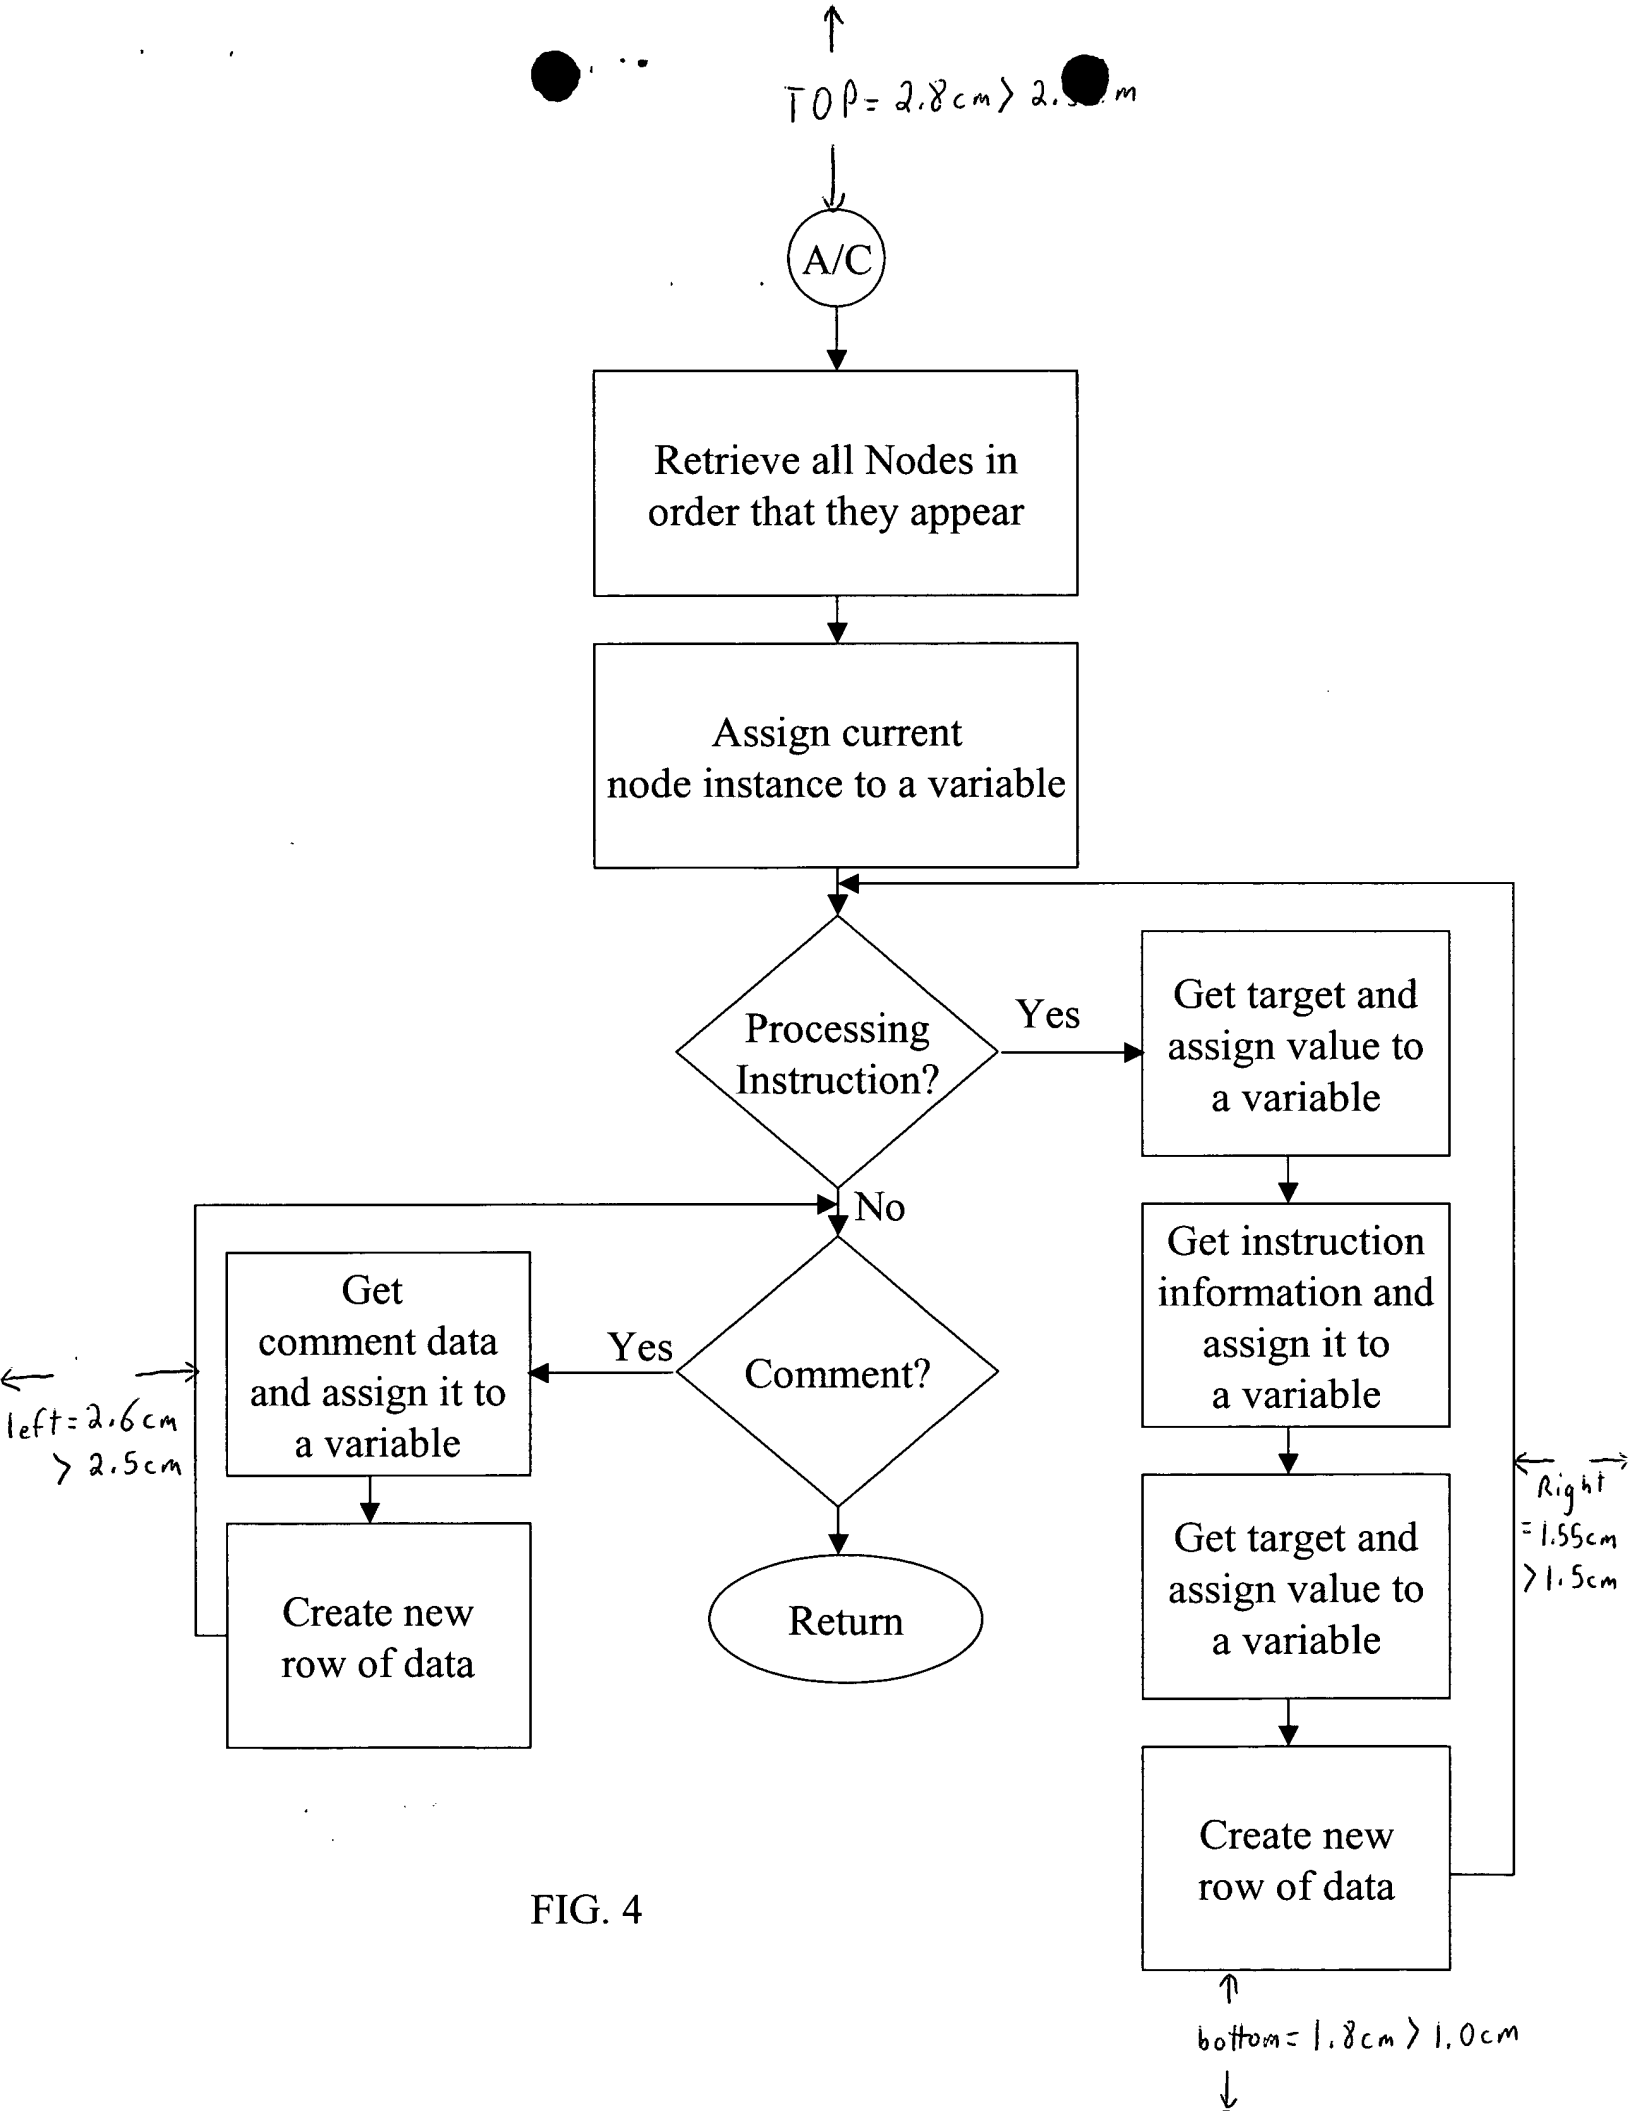 TOP = 2.8cm > 2.
A/C
Retrieve all Nodes in
order that they appear
Assign current
node instance to a variable
Processing
Instruction?
Yes
Get target and
assign value to
a variable
No
Get instruction
information and
assign it to
a variable
Get
comment data
and assign it to
a variable
Yes
Comment?
left = 2.6cm
> 2.5cm
Right
= 1.55cm
> 1.5cm
Get target and
assign value to
a variable
Create new
row of data
Return
Create new
row of data
FIG. 4
bottom = 1.8cm > 1.0cm